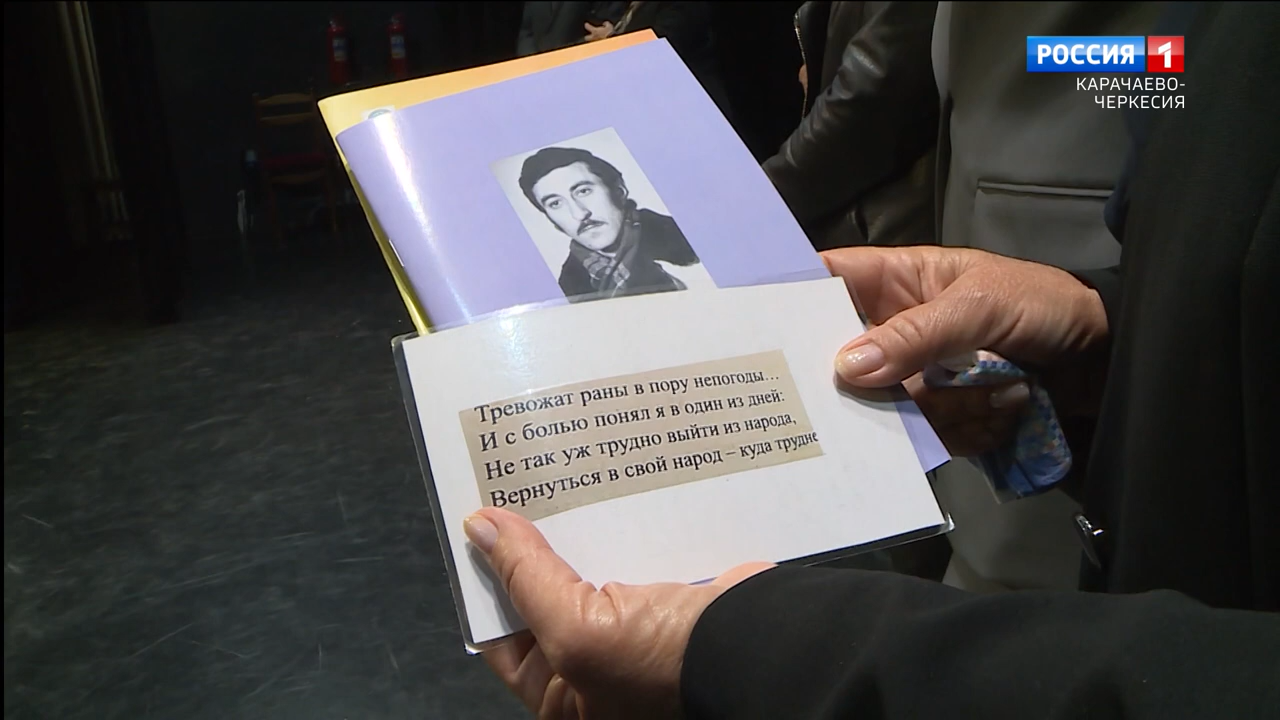 РОССИЯ 1
КАРАЧАЕВО-
ЧЕРКЕСИЯ
Тревожат раны в пору непогоды...
И с болью понял я в один из дней:
Не так уж трудно выйти из народа,
Вернуться в свой народ – куда трудне